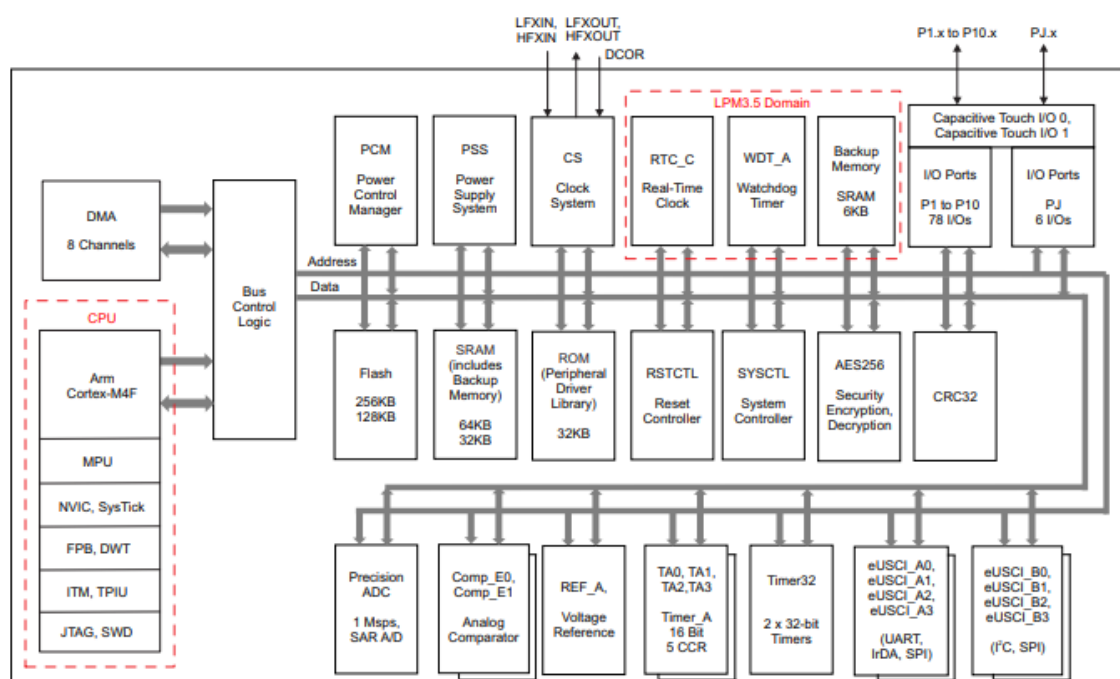 LFXIN,
HFXIN
LFXOUT,
HFXOUT
DCOR
P1.x to P10.x
PJ.x
LPM3.5 Domain
Capacitive Touch I/O 0,
Capacitive Touch I/O 1
DMA
8 Channels
Bus
Control
Logic
PCM
Power
Control
Manager
PSS
Power
Supply
System
CS
Clock
System
RTC_C
Real-Time
Clock
WDT_A
Watchdog
Timer
Backup
Memory
SRAM
6KB
I/O Ports
P1 to P10
78 I/Os
I/O Ports
PJ
6 I/Os
Address
Data
CPU
Arm
Cortex-M4F
MPU
NVIC, SysTick
FPB, DWT
ITM, TPIU
JTAG, SWD
Flash
256KB
128KB
SRAM
(includes
Backup
Memory)
64KB
32KB
ROM
(Peripheral
Driver
Library)
32KB
RSTCTL
Reset
Controller
SYSCTL
System
Controller
AES256
Security
Encryption,
Decryption
CRC32
Precision
ADC
1 Msps,
SAR A/D
Comp_E0,
Comp_E1
Analog
Comparator
REF_A,
Voltage
Reference
TA0, TA1,
TA2,TA3
Timer_A
16 Bit
5 CCR
Timer32
2 x 32-bit
Timers
eUSCI_A0,
eUSCI_A1,
eUSCI_A2,
eUSCI_A3
(UART,
IrDA, SPI)
eUSCI_B0,
eUSCI_B1,
eUSCI_B2,
eUSCI_B3
(I²C, SPI)